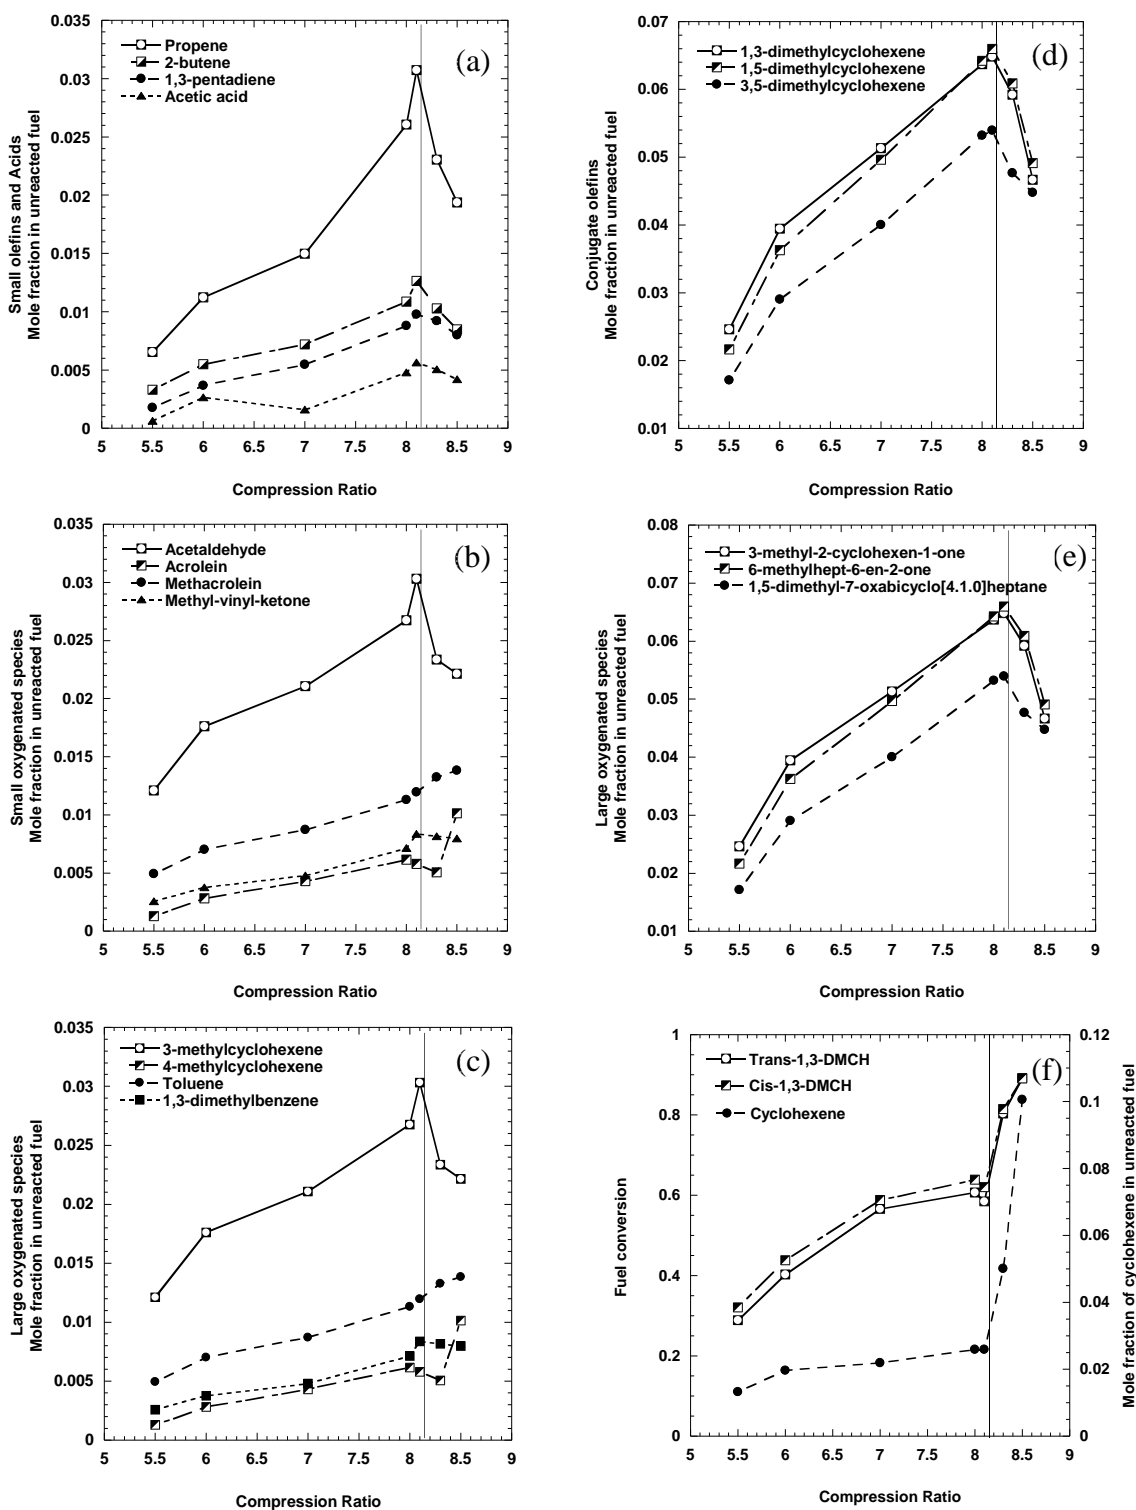 (a)
Propene
2-butene
1,3-pentadiene
Acetic acid
0.035
0.03
0.025
0.02
0.015
0.01
0.005
0
5
5.5
6
6.5
7
7.5
8
8.5
9
Small olefins and Acids
Mole fraction in unreacted fuel
Compression Ratio
(d)
1,3-dimethylcyclohexene
1,5-dimethylcyclohexene
3,5-dimethylcyclohexene
0.07
0.06
0.05
0.04
0.03
0.02
0.01
5
5.5
6
6.5
7
7.5
8
8.5
9
Conjugate olefins
Mole fraction in unreacted fuel
Compression Ratio
(b)
Acetaldehyde
Acrolein
Methacrolein
Methyl-vinyl-ketone
0.035
0.03
0.025
0.02
0.015
0.01
0.005
0
5
5.5
6
6.5
7
7.5
8
8.5
9
Small oxygenated species
Mole fraction in unreacted fuel
Compression Ratio
(e)
3-methyl-2-cyclohexen-1-one
6-methylhept-6-en-2-one
1,5-dimethyl-7-oxabicyclo[4.1.0]heptane
0.08
0.07
0.06
0.05
0.04
0.03
0.02
0.01
5
5.5
6
6.5
7
7.5
8
8.5
9
Large oxygenated species
Mole fraction in unreacted fuel
Compression Ratio
(c)
3-methylcyclohexene
4-methylcyclohexene
Toluene
1,3-dimethylbenzene
0.035
0.03
0.025
0.02
0.015
0.01
0.005
0
5
5.5
6
6.5
7
7.5
8
8.5
9
Large oxygenated species
Mole fraction in unreacted fuel
Compression Ratio
(f)
Trans-1,3-DMCH
Cis-1,3-DMCH
Cyclohexene
1
0.8
0.6
0.4
0.2
0
0.12
0.1
0.08
0.06
0.04
0.02
0
5
5.5
6
6.5
7
7.5
8
8.5
9
Fuel conversion
Mole fraction of cyclohexene in unreacted fuel
Compression Ratio